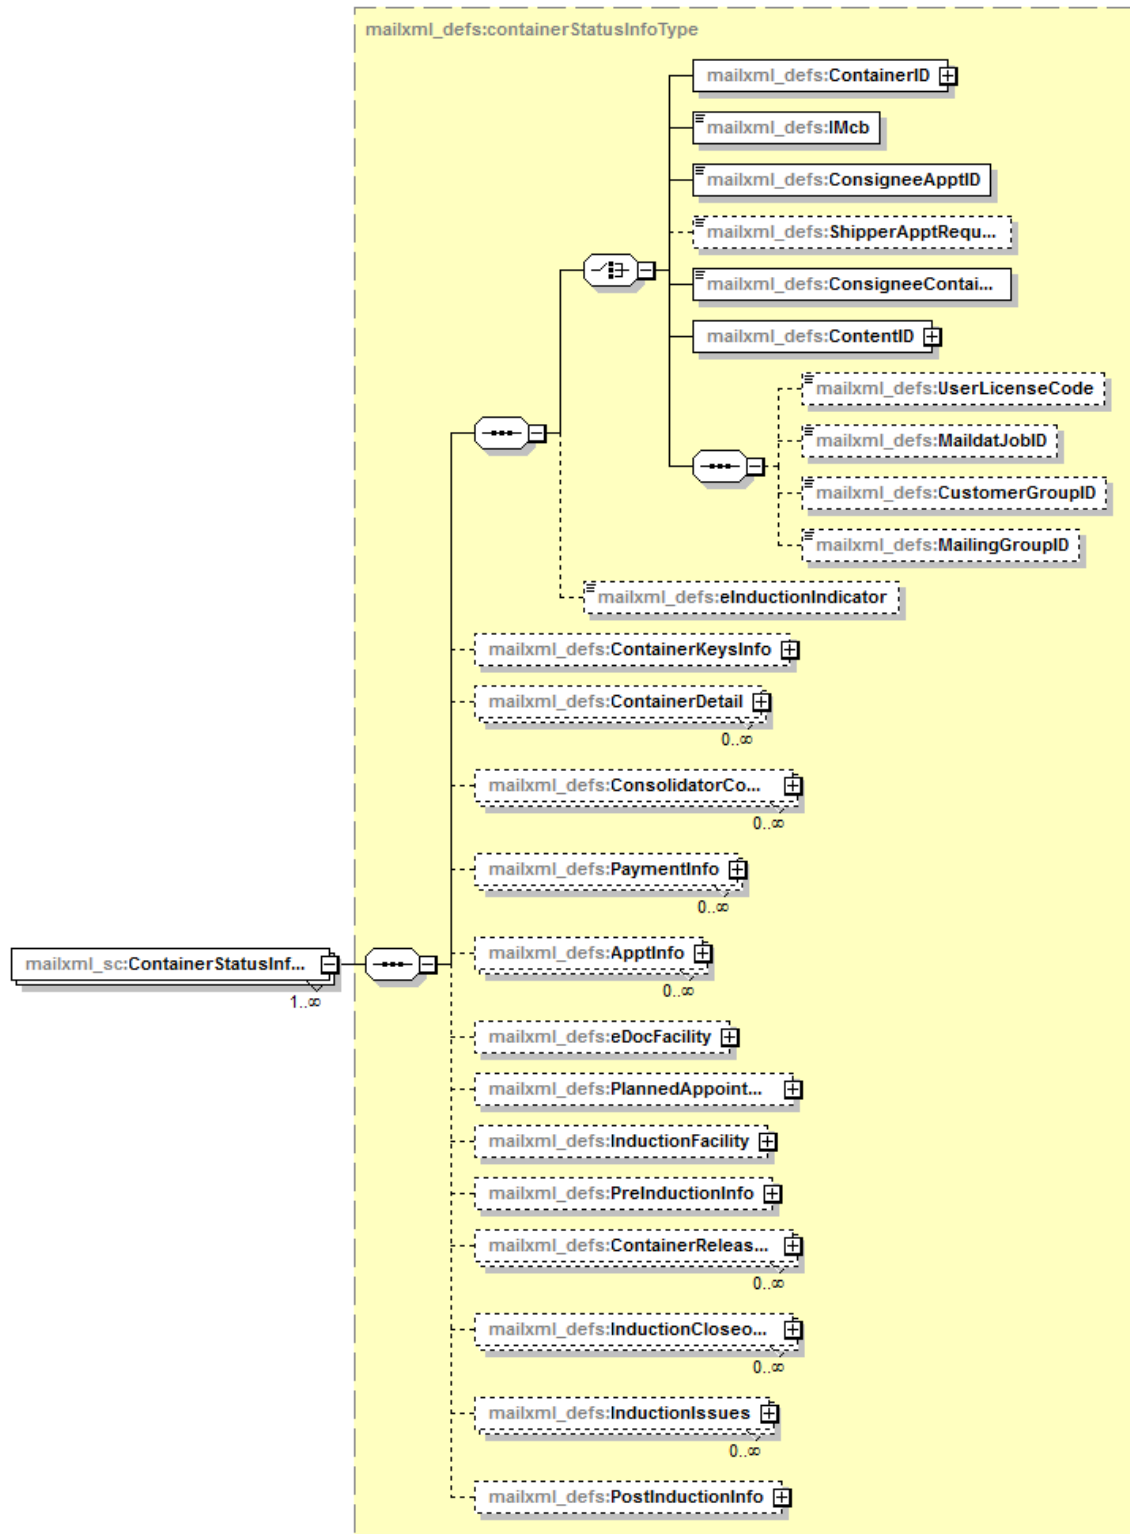 mailxml_defs:containerStatusInfoType
mailxml_defs:ContainerID
mailxml_defs:IMcb
mailxml_defs:ConsigneeApptID
mailxml_defs:ShipperApptRequ...
mailxml_defs:ConsigneeContai...
mailxml_defs:ContentID
mailxml_defs:UserLicenseCode
mailxml_defs:MaildatJobID
mailxml_defs:CustomerGroupID
mailxml_defs:MailingGroupID
mailxml_defs:eInductionIndicator
mailxml_defs:ContainerKeysInfo
mailxml_defs:ContainerDetail
0..∞
mailxml_defs:ConsolidatorCo...
0..∞
mailxml_defs:PaymentInfo
0..∞
mailxml_defs:ApptInfo
0..∞
mailxml_sc:ContainerStatusInf...
1..∞
mailxml_defs:eDocFacility
mailxml_defs:PlannedAppoint...
mailxml_defs:InductionFacility
mailxml_defs:PreInductionInfo
mailxml_defs:ContainerReleas...
0..∞
mailxml_defs:InductionCloseo...
0..∞
mailxml_defs:InductionIssues
0..∞
mailxml_defs:PostInductionInfo